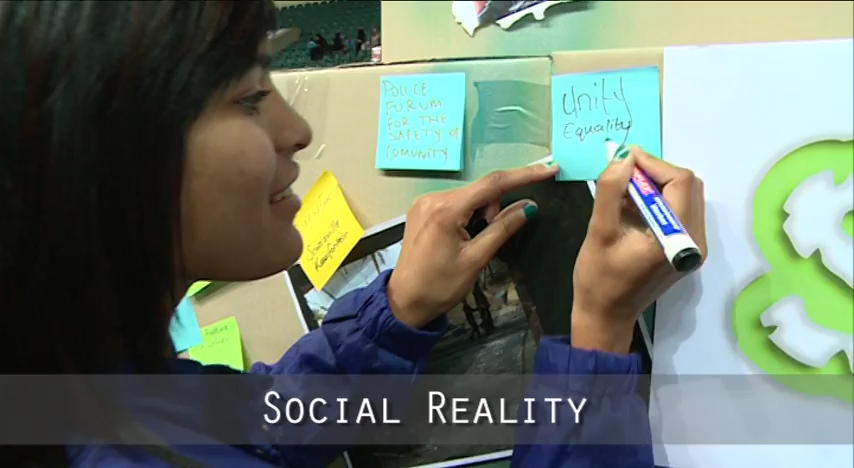 POLICE
FORUM
FOR THE
SAFETY OF
COMUNITY
Unity
Equality
SOCIAL REALITY